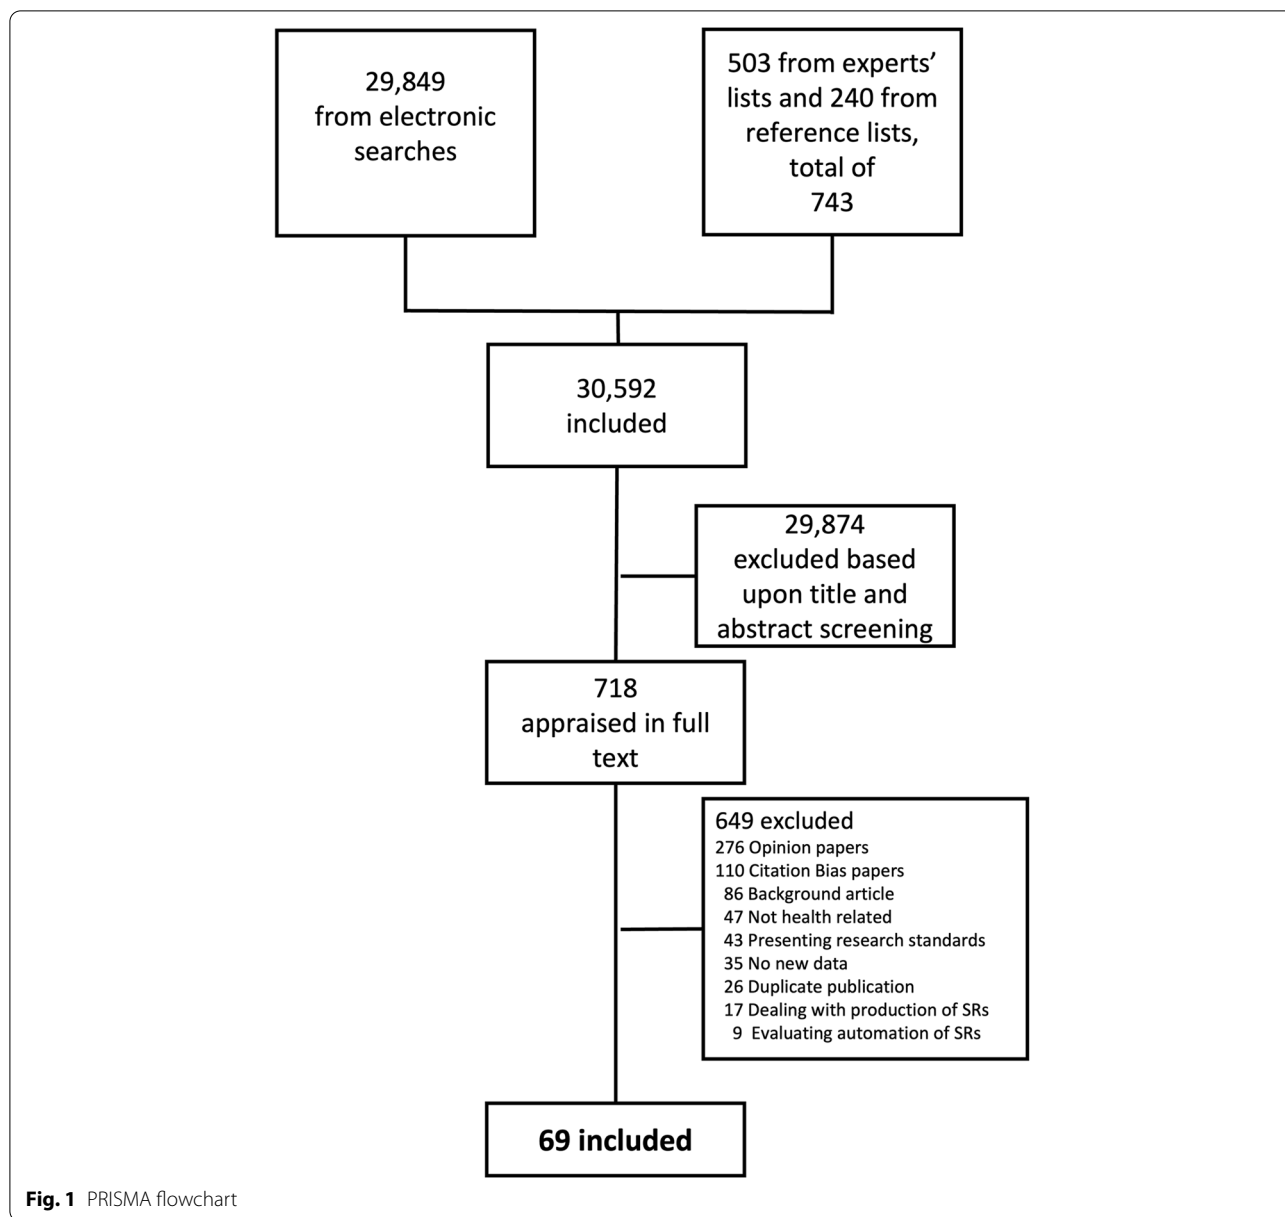 29,849
from electronic
searches
503 from experts’
lists and 240 from
reference lists,
total of
743
30,592
included
29,874
excluded based
upon title and
abstract screening
718
appraised in full
text
649 excluded
276 Opinion papers
110 Citation Bias papers
86 Background article
47 Not health related
43 Presenting research standards
35 No new data
26 Duplicate publication
17 Dealing with production of SRs
9 Evaluating automation of SRs
69 included
Fig. 1 PRISMA flowchart